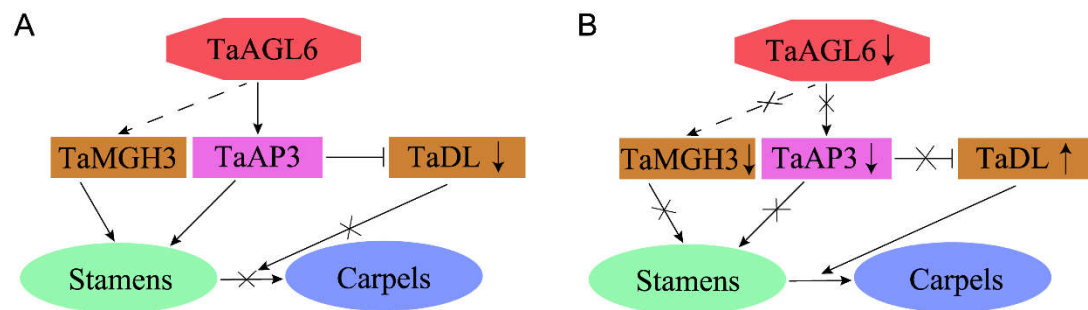 A
TaAGL6
TaMGH3
TaAP3
TaDL ↓
Stamens
Carpels
B
TaAGL6 ↓
TaMGH3 ↓
TaAP3 ↓
TaDL ↑
Stamens
Carpels